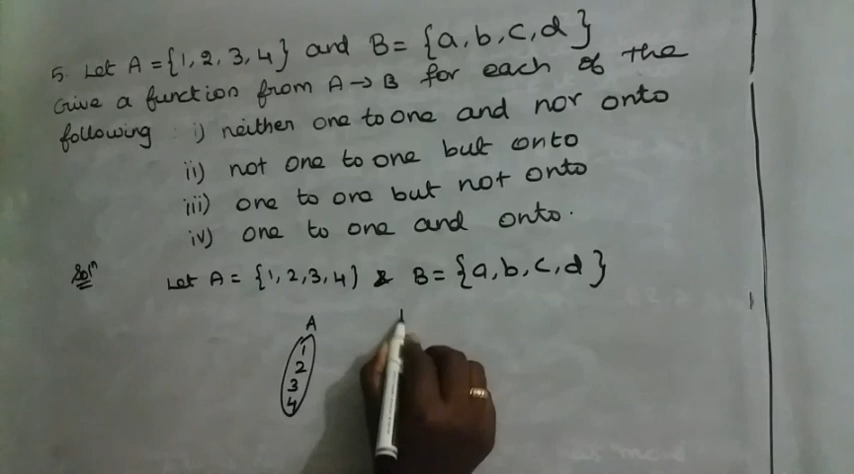 5. Let A = {1, 2, 3, 4} and B = {a, b, c, d}
Give a function from A → B for each of the
following : i) neither one to one and nor onto
ii) not one to one but onto
iii) one to one but not onto
iv) one to one and onto.
Solⁿ Let A = {1, 2, 3, 4} & B = {a, b, c, d}
A
1
2
3
4